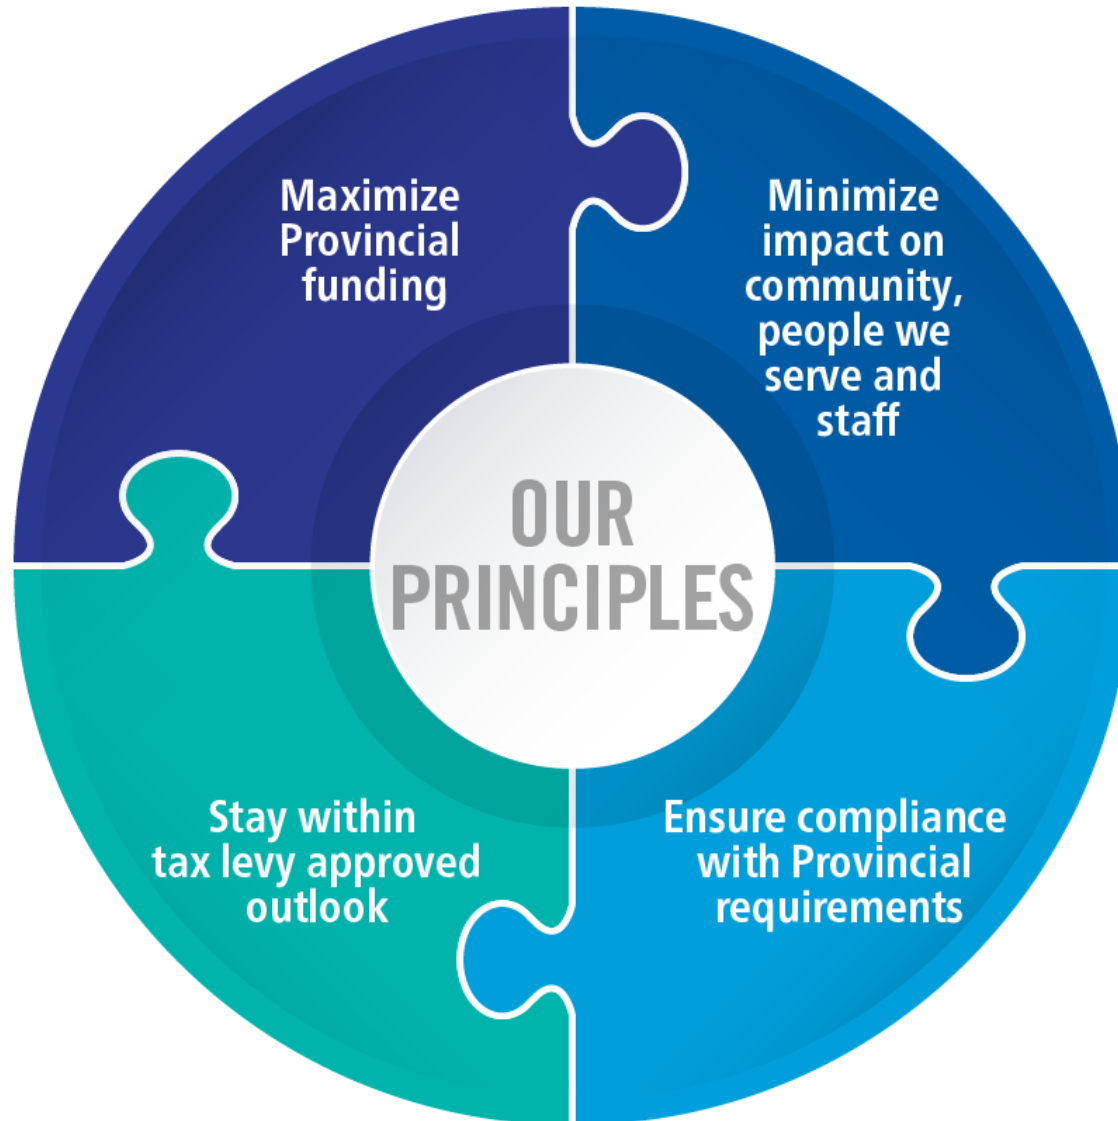 Maximize
Provincial
funding
Minimize
impact on
community,
people we
serve and
staff
OUR
PRINCIPLES
Stay within
tax levy approved
outlook
Ensure compliance
with Provincial
requirements